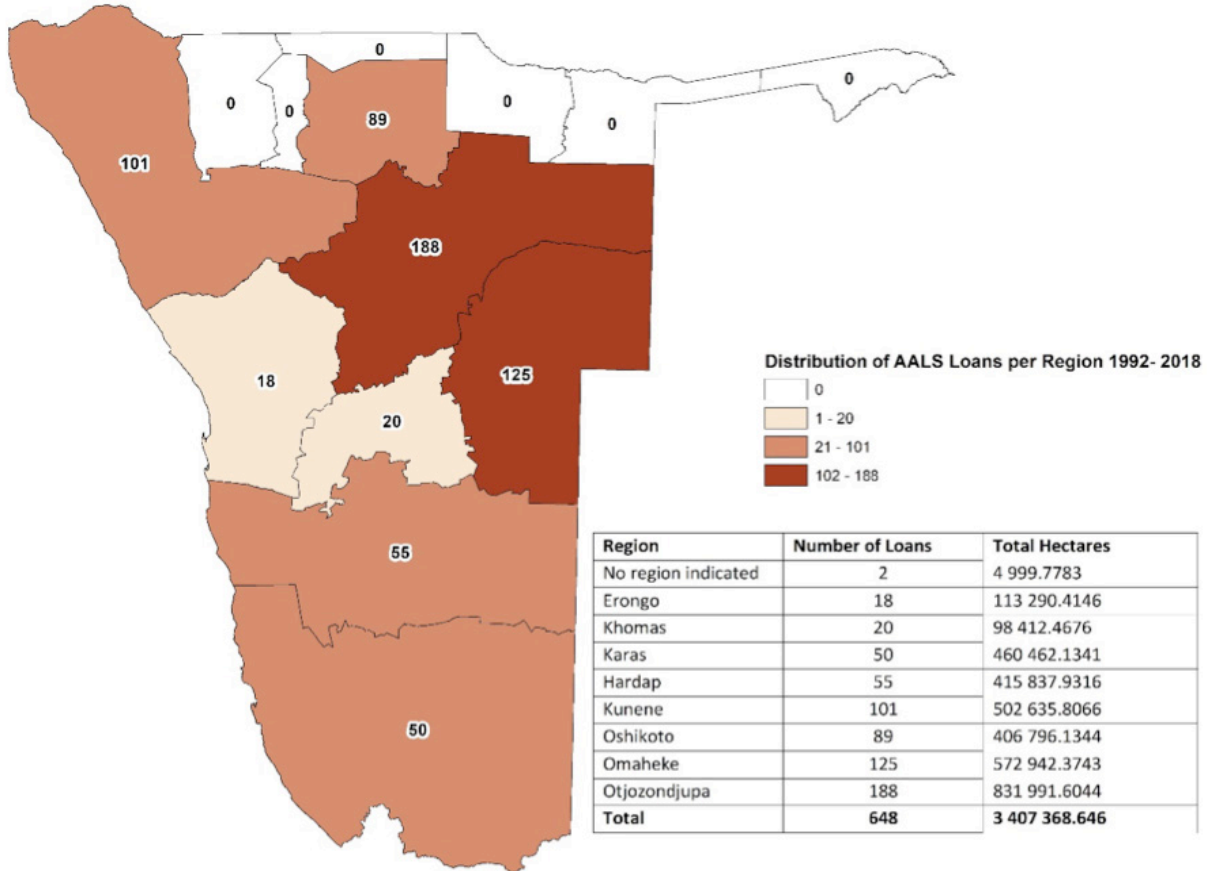 0
0
0
0
0
0
89
101
188
18
125
20
55
50
Distribution of AALS Loans per Region 1992- 2018
0
1 - 20
21 - 101
102 - 188
Region Number of Loans Total Hectares
No region indicated 2 4 999.7783
Erongo 18 113 290.4146
Khomas 20 98 412.4676
Karas 50 460 462.1341
Hardap 55 415 837.9316
Kunene 101 502 635.8066
Oshikoto 89 406 796.1344
Omaheke 125 572 942.3743
Otjozondjupa 188 831 991.6044
Total 648 3 407 368.646